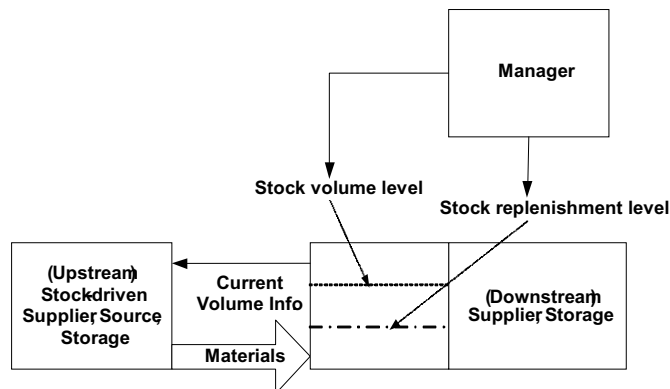 Manager
Stock volume level
Stock replenishment level
(Upstream)
Stock-driven
Supplier, Source,
Storage
Current
Volume Info
Materials
(Downstream)
Supplier, Storage